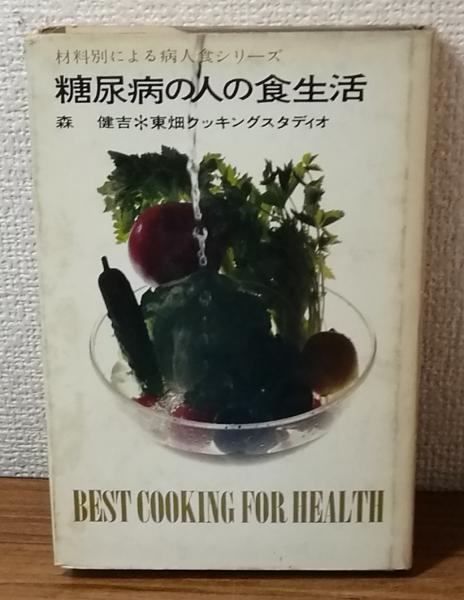 材料別による病人食シリーズ
糖尿病の人の食生活
森 健吉＊東畑クッキングスタディオ
BEST COOKING FOR HEALTH